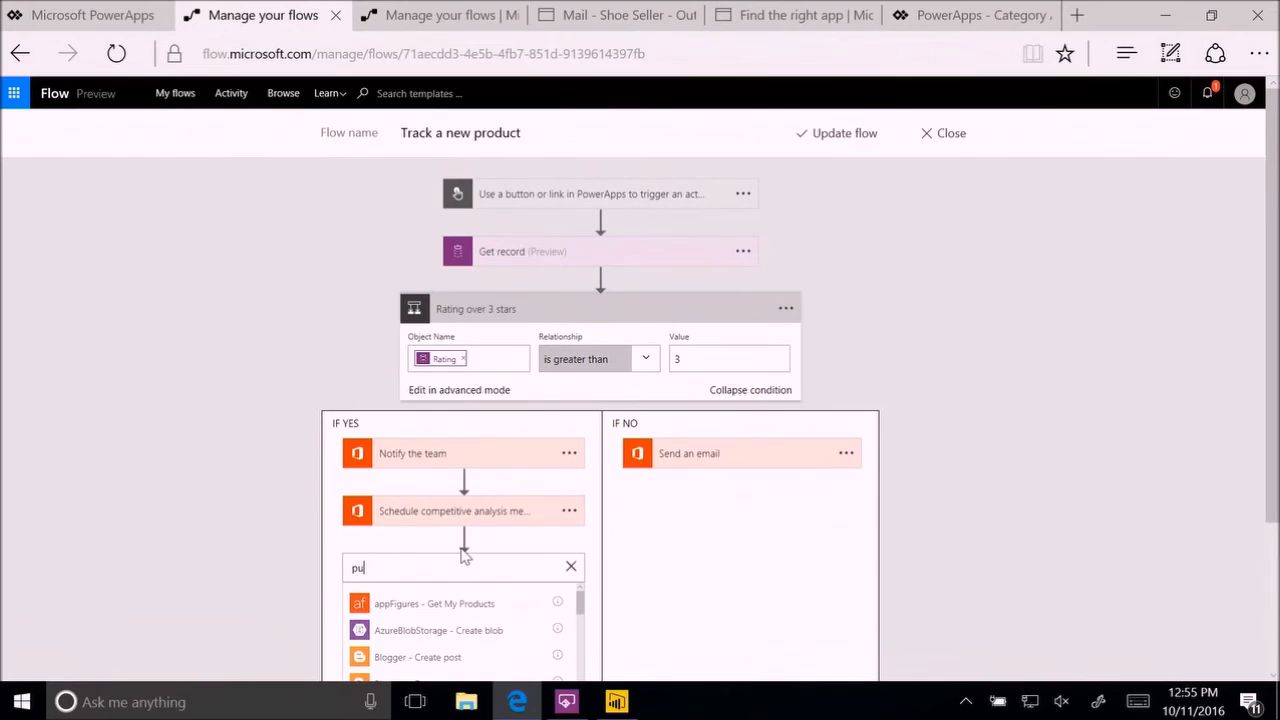 Microsoft PowerApps
Manage your flows
Manage your flows | Mi
Mail - Shoe Seller - Out
Find the right app | Mic
PowerApps - Category
flow.microsoft.com/manage/flows/71aecdd3-4e5b-4fb7-851d-9139614397fb
Flow Preview My flows Activity Browse Learn Search templates ...
1
Flow name Track a new product Update flow Close
Use a button or link in PowerApps to trigger an act...
Get record (Preview)
Rating over 3 stars
Object Name Relationship Value
Rating is greater than 3
Edit in advanced mode Collapse condition
IF YES IF NO
Notify the team Send an email
Schedule competitive analysis me...
pu
af appFigures - Get My Products
AzureBlobStorage - Create blob
Blogger - Create post
Ask me anything
12:55 PM
10/11/2016
11